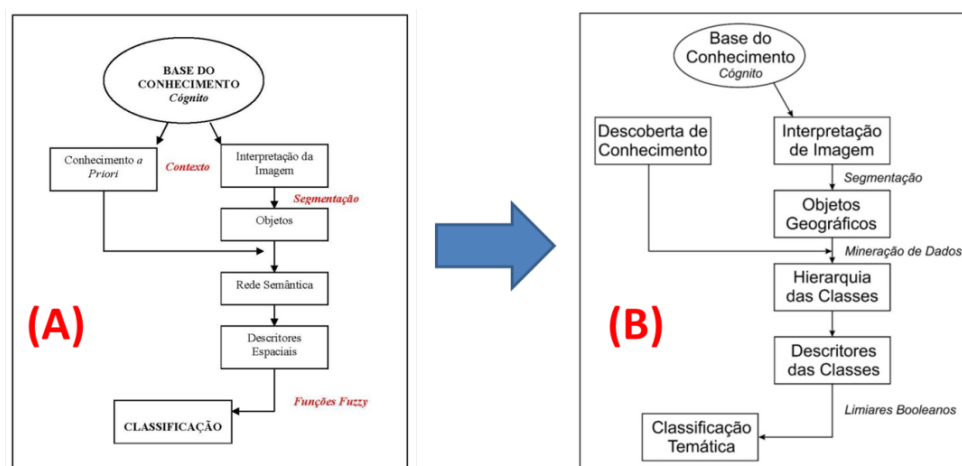 BASE DO
CONHECIMENTO
Cógnito
Conhecimento a
Priori
Contexto
Interpretação da
Imagem
Segmentação
Objetos
Rede Semântica
(A)
Descritores
Espaciais
Funções Fuzzy
CLASSIFICAÇÃO
Base do
Conhecimento
Cógnito
Descoberta de
Conhecimento
Interpretação
de Imagem
Segmentação
Objetos
Geográficos
Mineração de Dados
Hierarquia
das Classes
(B)
Descritores
das Classes
Limiares Booleanos
Classificação
Temática